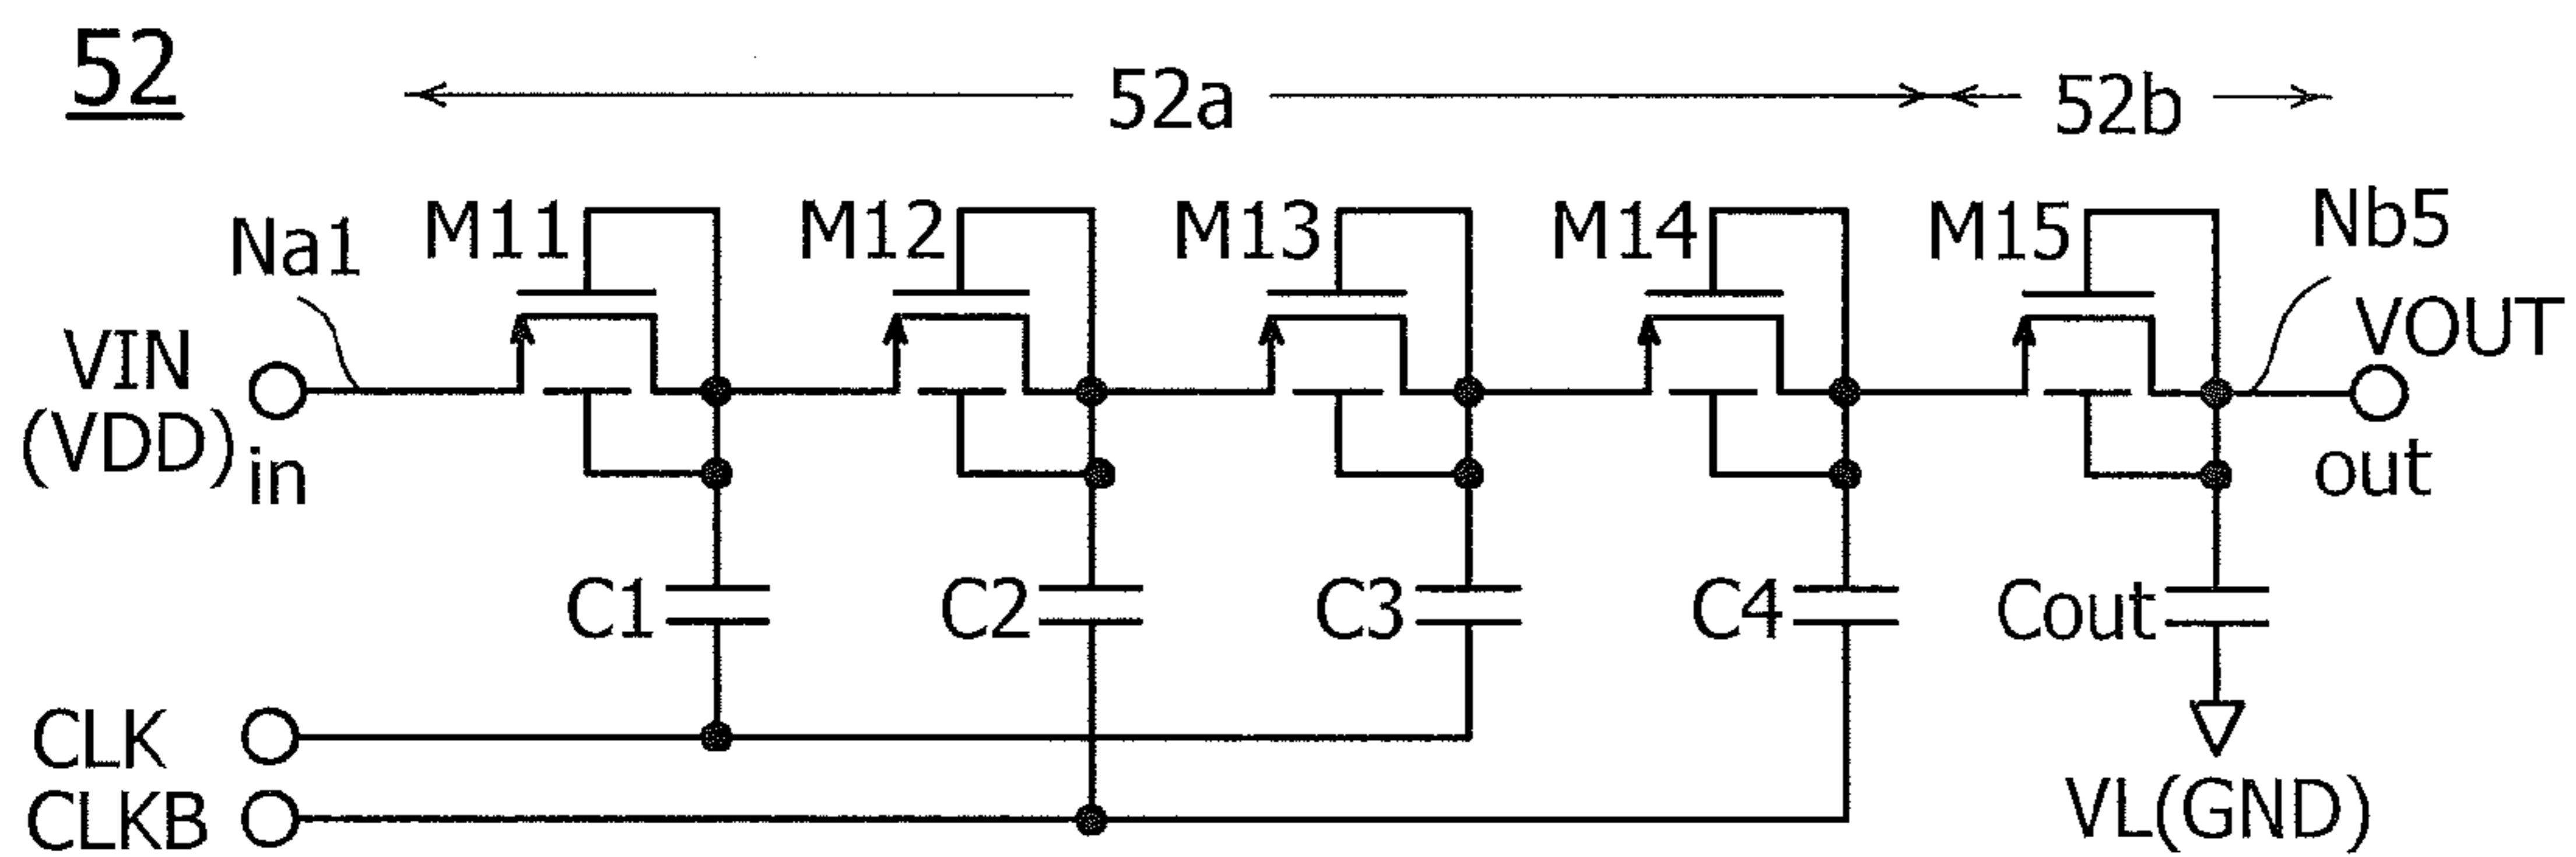 52
52a
52b
M11
M12
M13
M14
M15
Na1
Nb5
VIN
(VDD)
in
VOUT
out
C1
C2
C3
C4
Cout
CLK
CLKB
VL(GND)